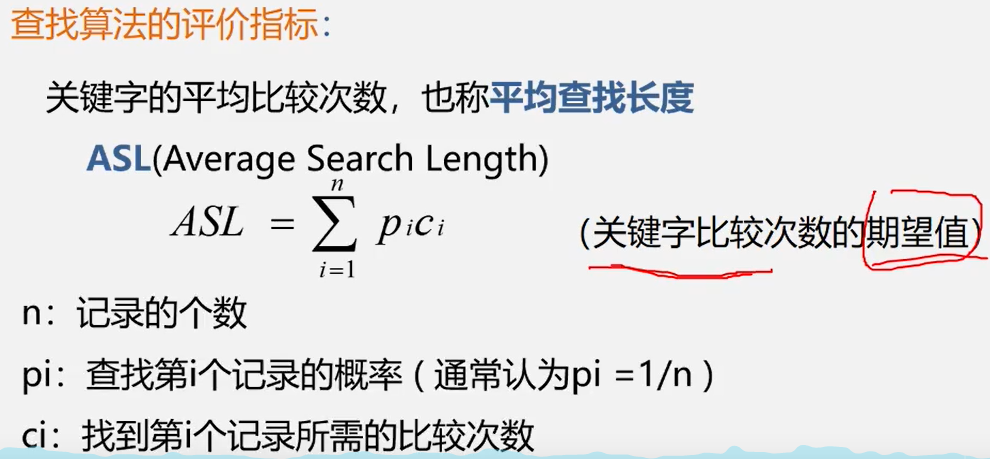 查找算法的评价指标：
关键字的平均比较次数，也称平均查找长度
ASL(Average Search Length)
n
ASL = ∑ pᵢcᵢ （关键字比较次数的期望值）
i=1
n：记录的个数
pi：查找第i个记录的概率 ( 通常认为pi =1/n )
ci：找到第i个记录所需的比较次数